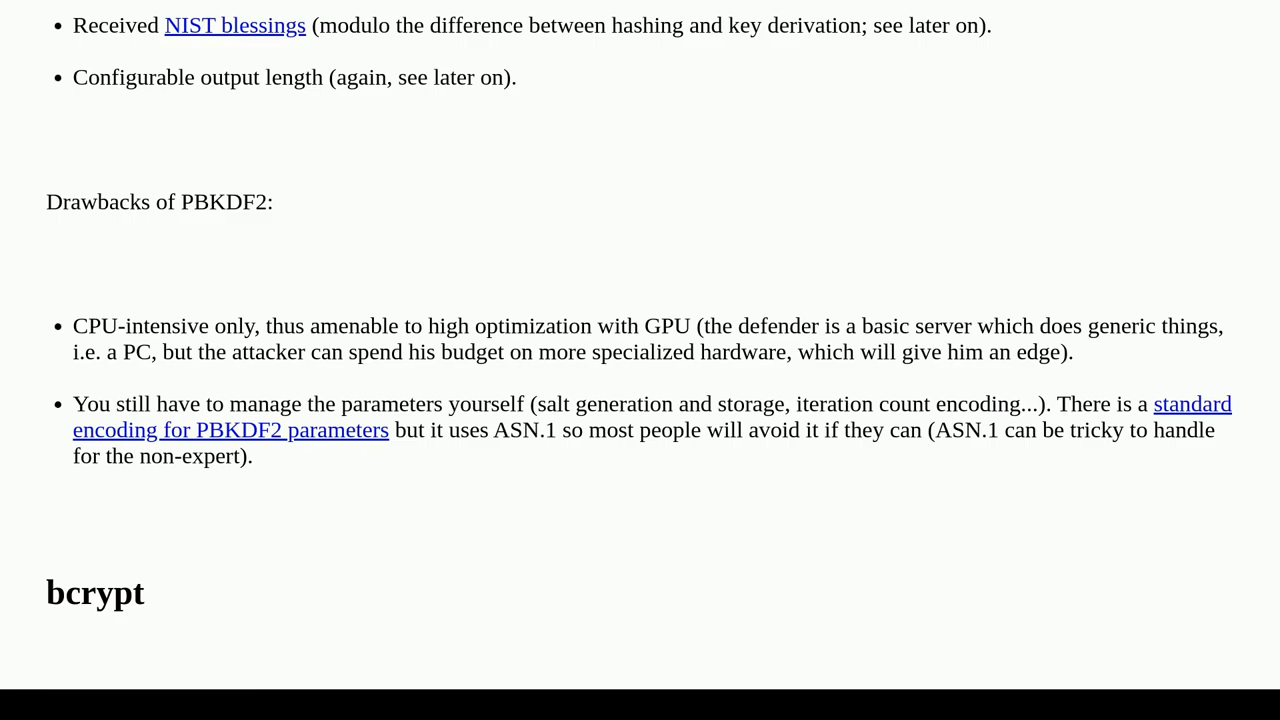 Received NIST blessings (modulo the difference between hashing and key derivation; see later on).
Configurable output length (again, see later on).
Drawbacks of PBKDF2:
CPU-intensive only, thus amenable to high optimization with GPU (the defender is a basic server which does generic things,
i.e. a PC, but the attacker can spend his budget on more specialized hardware, which will give him an edge).
You still have to manage the parameters yourself (salt generation and storage, iteration count encoding...). There is a standard
encoding for PBKDF2 parameters but it uses ASN.1 so most people will avoid it if they can (ASN.1 can be tricky to handle
for the non-expert).
bcrypt